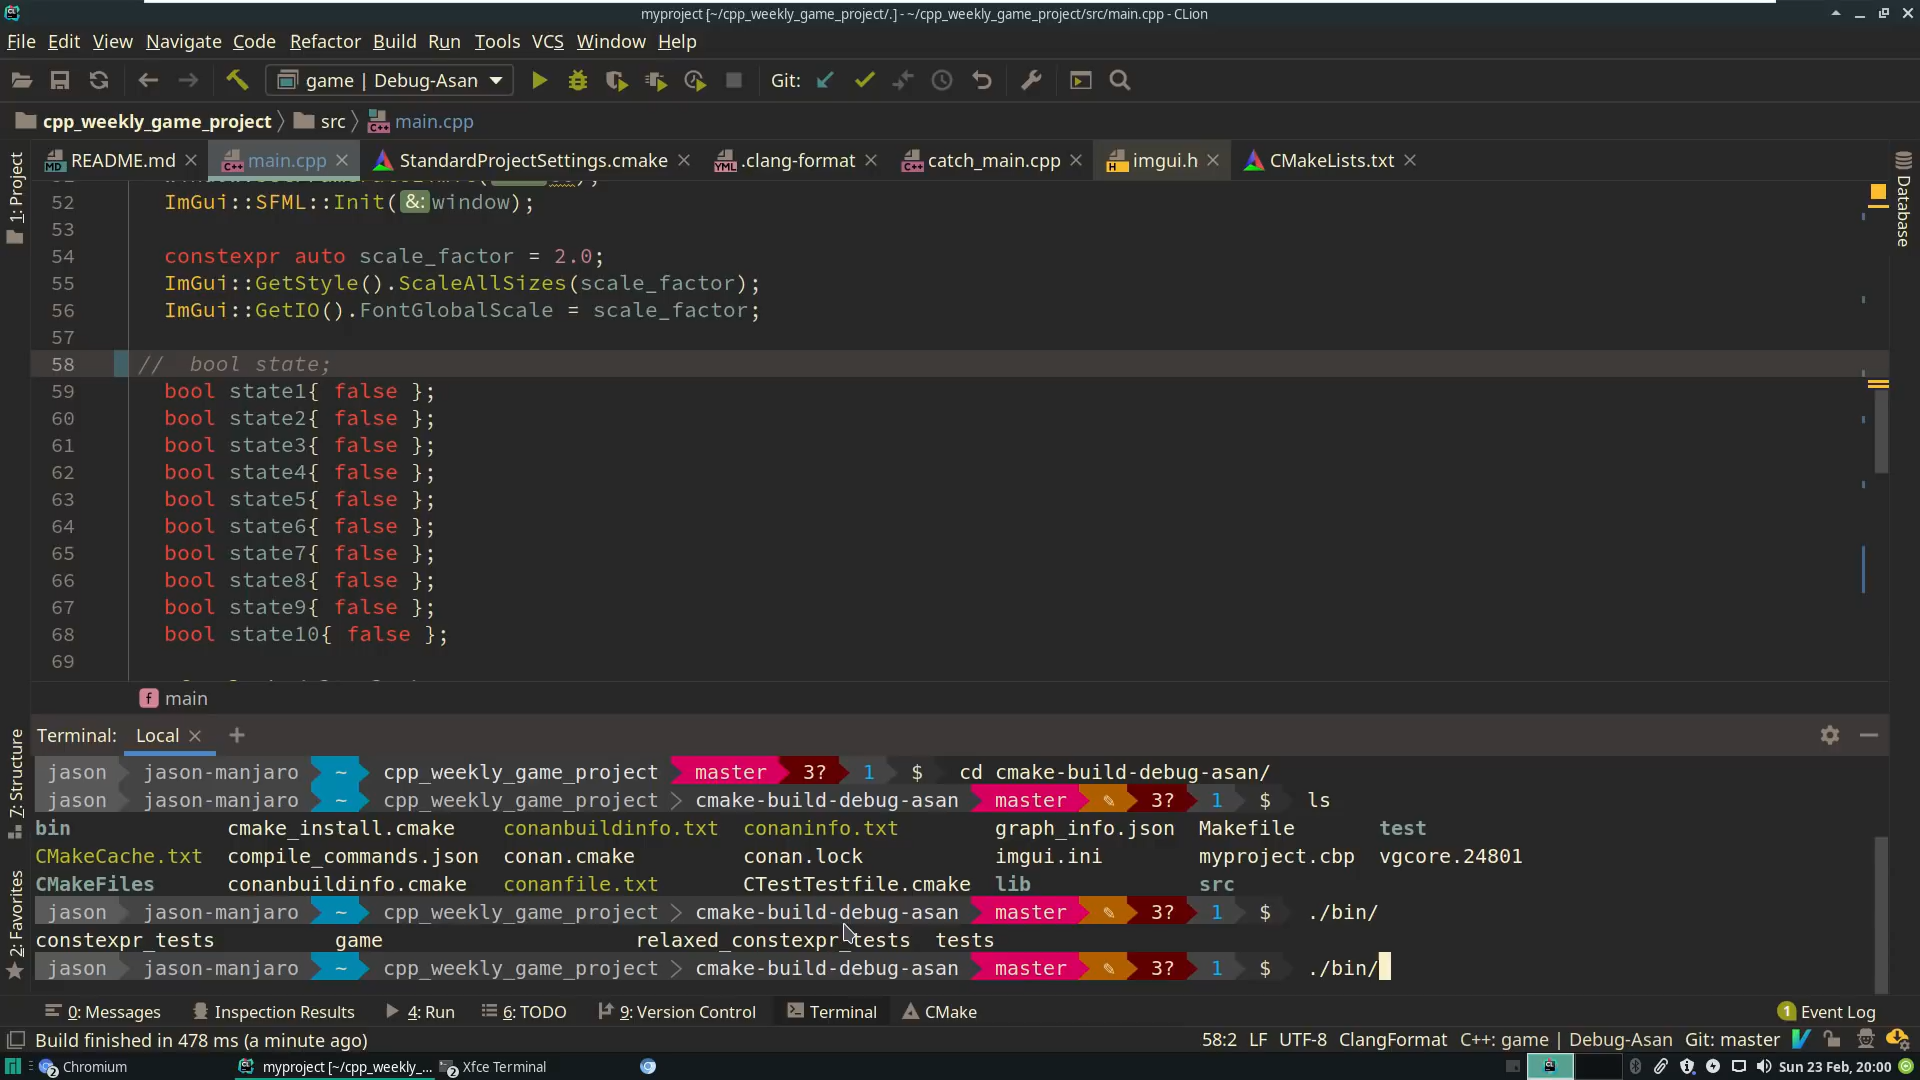 myproject [~/cpp_weekly_game_project/.] - ~/cpp_weekly_game_project/src/main.cpp - CLion
File Edit View Navigate Code Refactor Build Run Tools VCS Window Help
game | Debug-Asan Git:
cpp_weekly_game_project src main.cpp
README.md main.cpp StandardProjectSettings.cmake .clang-format catch_main.cpp imgui.h CMakeLists.txt
1: Project
Database
52 ImGui::SFML::Init(&:window);
53
54 constexpr auto scale_factor = 2.0;
55 ImGui::GetStyle().ScaleAllSizes(scale_factor);
56 ImGui::GetIO().FontGlobalScale = scale_factor;
57
58 // bool state;
59 bool state1{ false };
60 bool state2{ false };
61 bool state3{ false };
62 bool state4{ false };
63 bool state5{ false };
64 bool state6{ false };
65 bool state7{ false };
66 bool state8{ false };
67 bool state9{ false };
68 bool state10{ false };
69
f main
7: Structure
2: Favorites
Terminal: Local
jason jason-manjaro ~ cpp_weekly_game_project master 3? 1 $ cd cmake-build-debug-asan/
jason jason-manjaro ~ cpp_weekly_game_project > cmake-build-debug-asan master ✎ 3? 1 $ ls
bin cmake_install.cmake conanbuildinfo.txt conaninfo.txt graph_info.json Makefile test
CMakeCache.txt compile_commands.json conan.cmake conan.lock imgui.ini myproject.cbp vgcore.24801
CMakeFiles conanbuildinfo.cmake conanfile.txt CTestTestfile.cmake lib src
jason jason-manjaro ~ cpp_weekly_game_project > cmake-build-debug-asan master ✎ 3? 1 $ ./bin/
constexpr_tests game relaxed_constexpr_tests tests
jason jason-manjaro ~ cpp_weekly_game_project > cmake-build-debug-asan master ✎ 3? 1 $ ./bin/
0: Messages Inspection Results 4: Run 6: TODO 9: Version Control Terminal CMake 1 Event Log
Build finished in 478 ms (a minute ago) 58:2 LF UTF-8 ClangFormat C++: game | Debug-Asan Git: master
2 Chromium myproject [~/cpp_weekly_... 2 Xfce Terminal Sun 23 Feb, 20:00